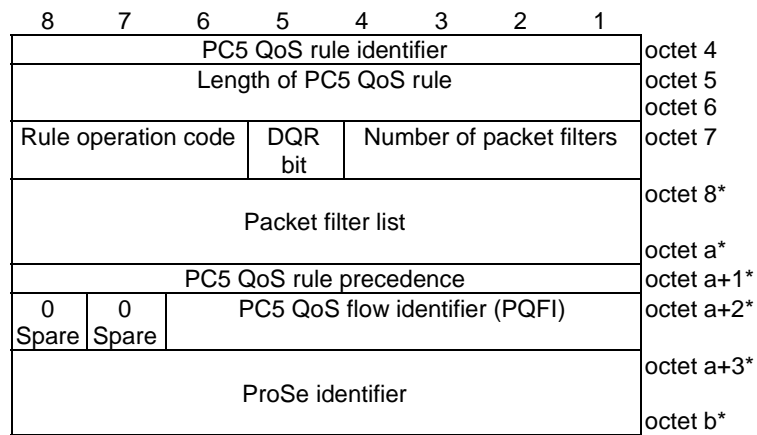 8 7 6 5 4 3 2 1
PC5 QoS rule identifier octet 4
Length of PC5 QoS rule octet 5
octet 6
Rule operation code DQR Number of packet filters octet 7
bit
octet 8*
Packet filter list
octet a*
PC5 QoS rule precedence octet a+1*
0 0 PC5 QoS flow identifier (PQFI) octet a+2*
Spare Spare
octet a+3*
ProSe identifier
octet b*